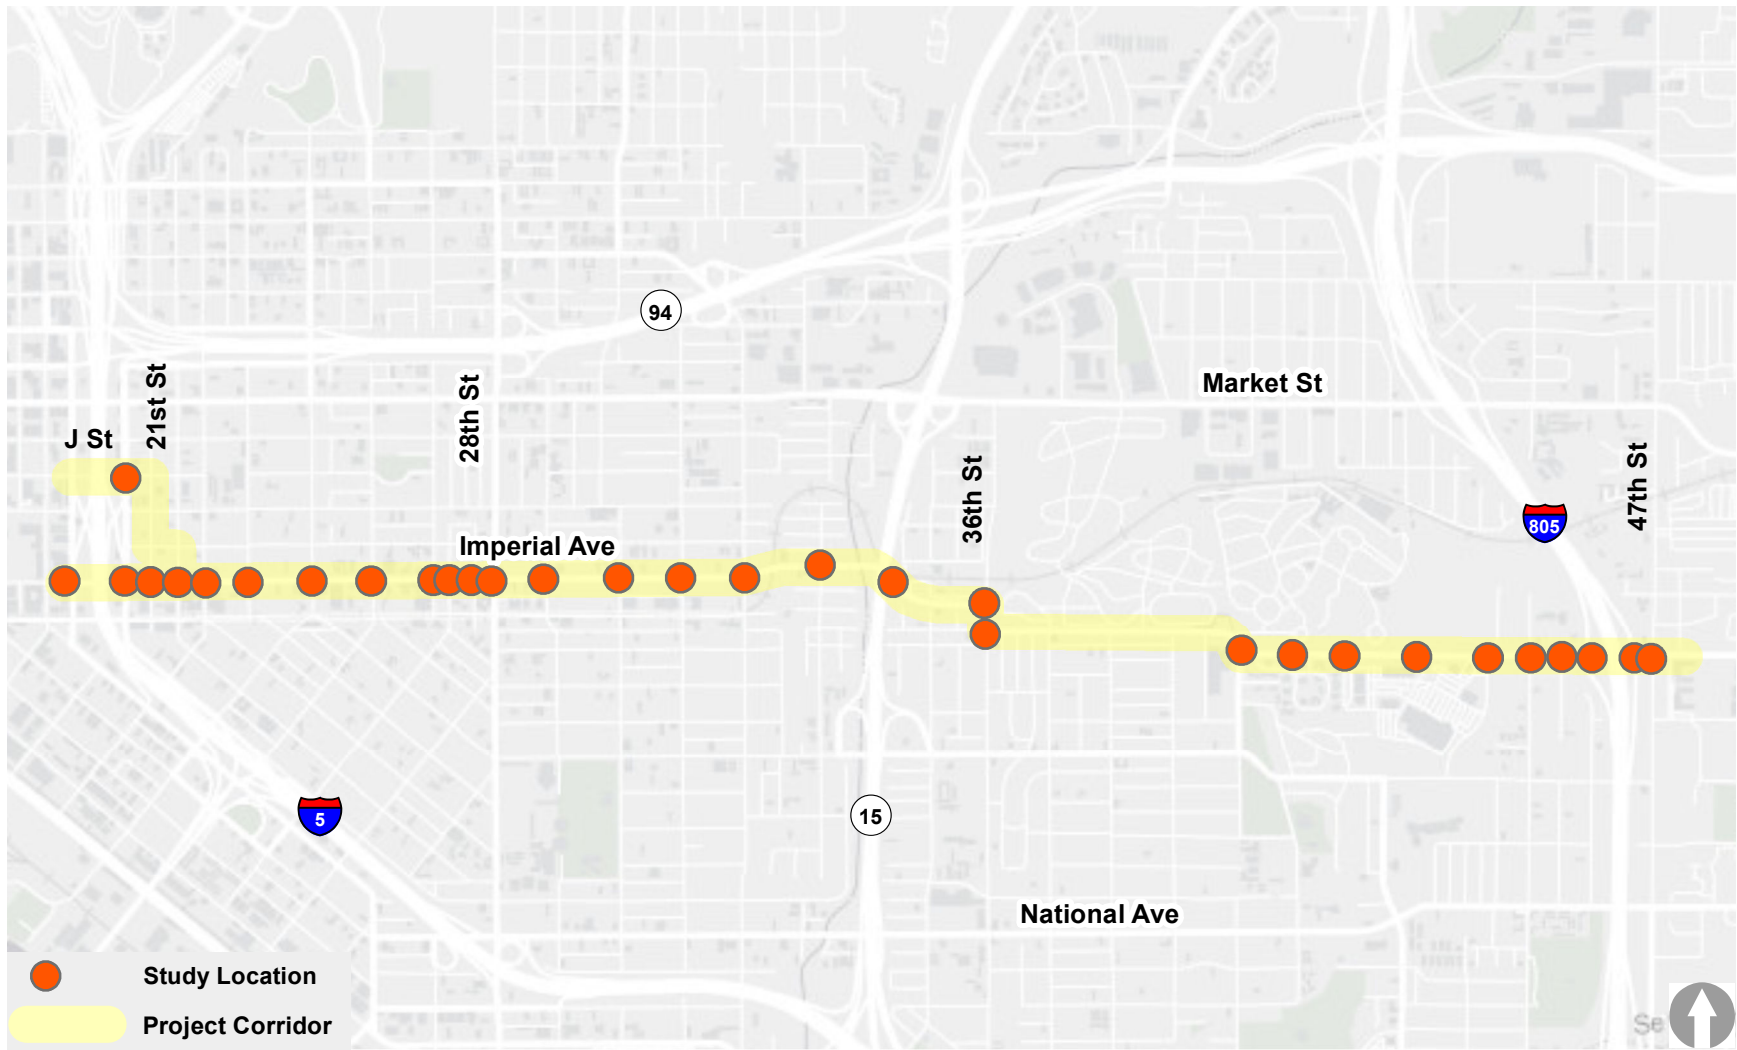 94
21st St
28th St
Market St
J St
36th St
47th St
805
Imperial Ave
5
15
National Ave
Study Location
Project Corridor
Se